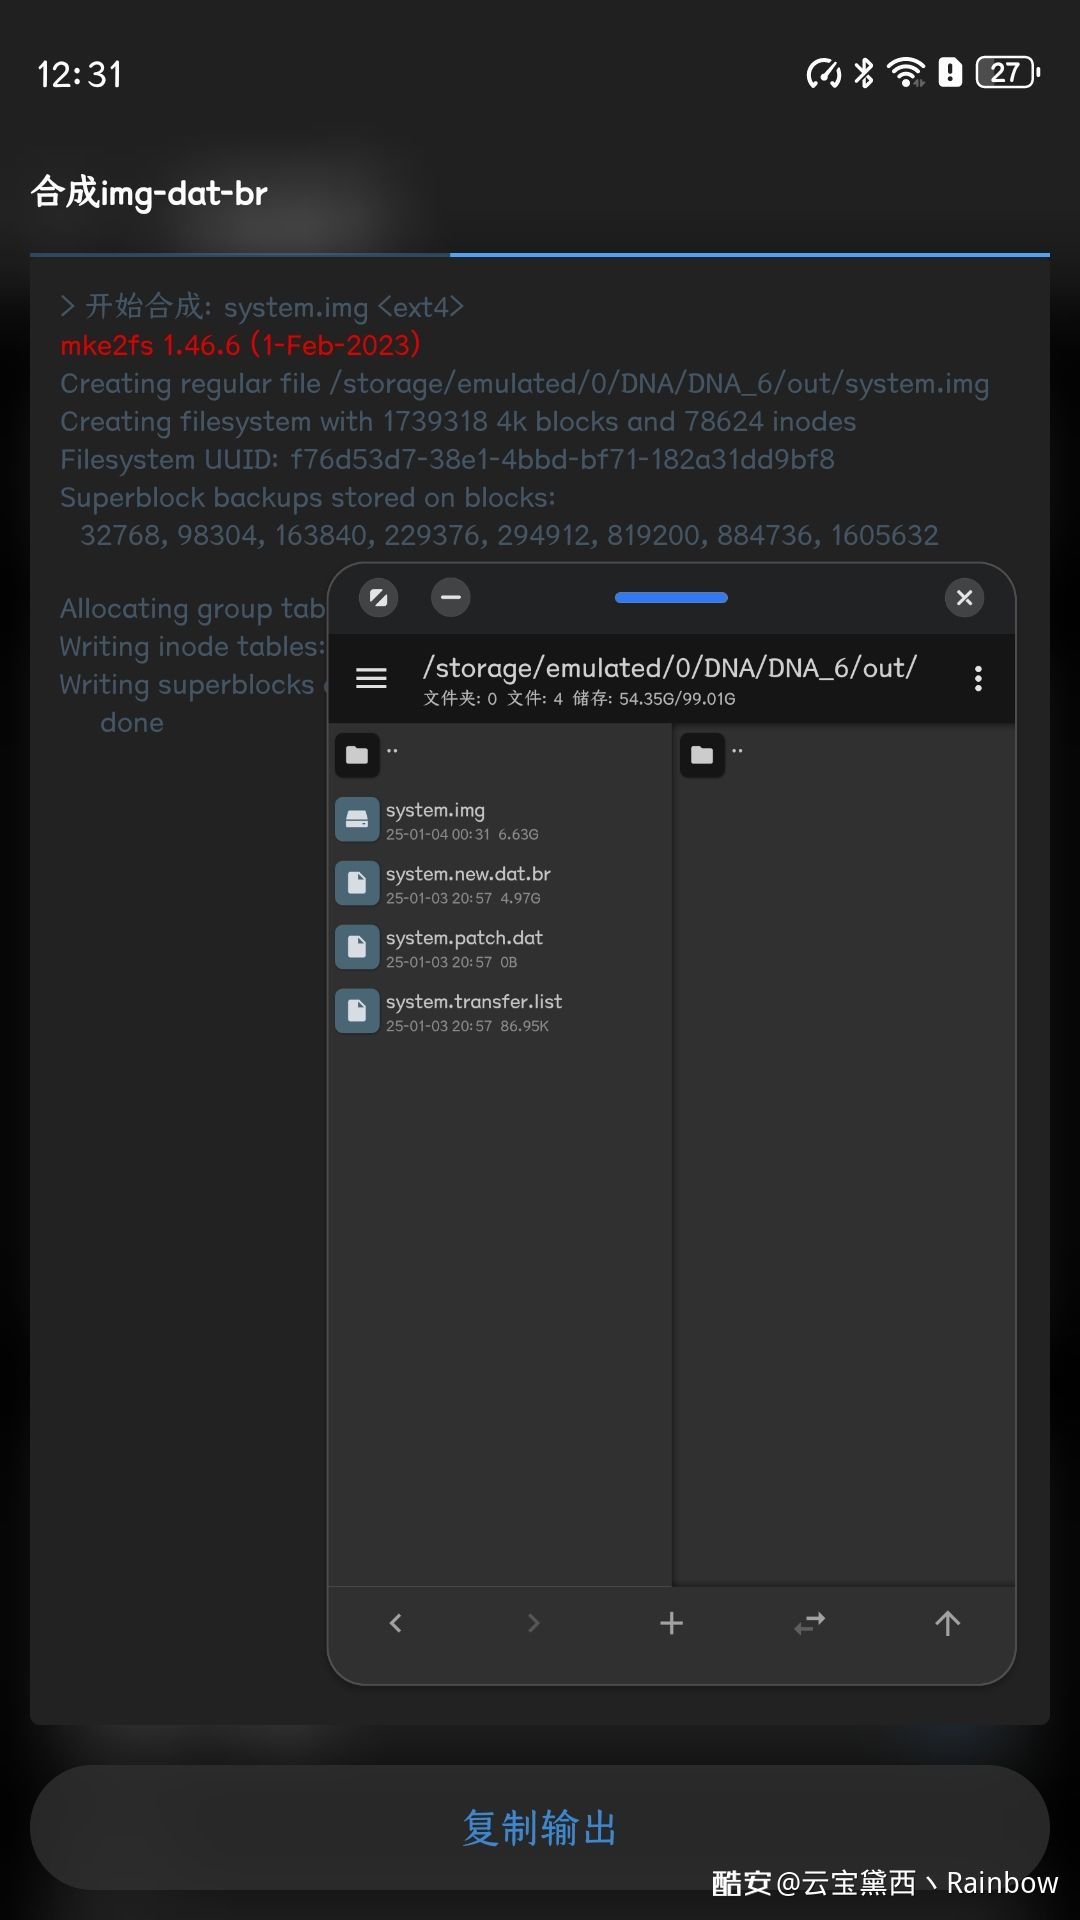 12:31
27
合成img-dat-br
> 开始合成: system.img <ext4>
mke2fs 1.46.6 (1-Feb-2023)
Creating regular file /storage/emulated/0/DNA/DNA_6/out/system.img
Creating filesystem with 1739318 4k blocks and 78624 inodes
Filesystem UUID: f76d53d7-38e1-4bbd-bf71-182a31dd9bf8
Superblock backups stored on blocks:
32768, 98304, 163840, 229376, 294912, 819200, 884736, 1605632
Allocating group tab
Writing inode tables:
Writing superblocks
done
/storage/emulated/0/DNA/DNA_6/out/
文件夹: 0 文件: 4 储存: 54.35G/99.01G
..
..
system.img
25-01-04 00:31 6.63G
system.new.dat.br
25-01-03 20:57 4.97G
system.patch.dat
25-01-03 20:57 0B
system.transfer.list
25-01-03 20:57 86.95K
复制输出
酷安 @云宝黛西丶Rainbow